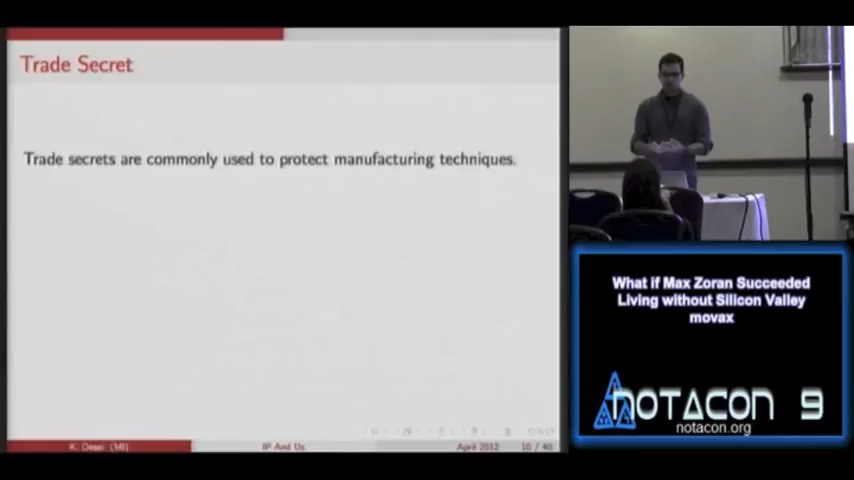 Trade Secret
Trade secrets are commonly used to protect manufacturing techniques.
K. Desai (MII)
IP And Us
April 2012
10 / 40
What if Max Zoran Succeeded
Living without Silicon Valley
movax
NOTACON 9
notacon.org